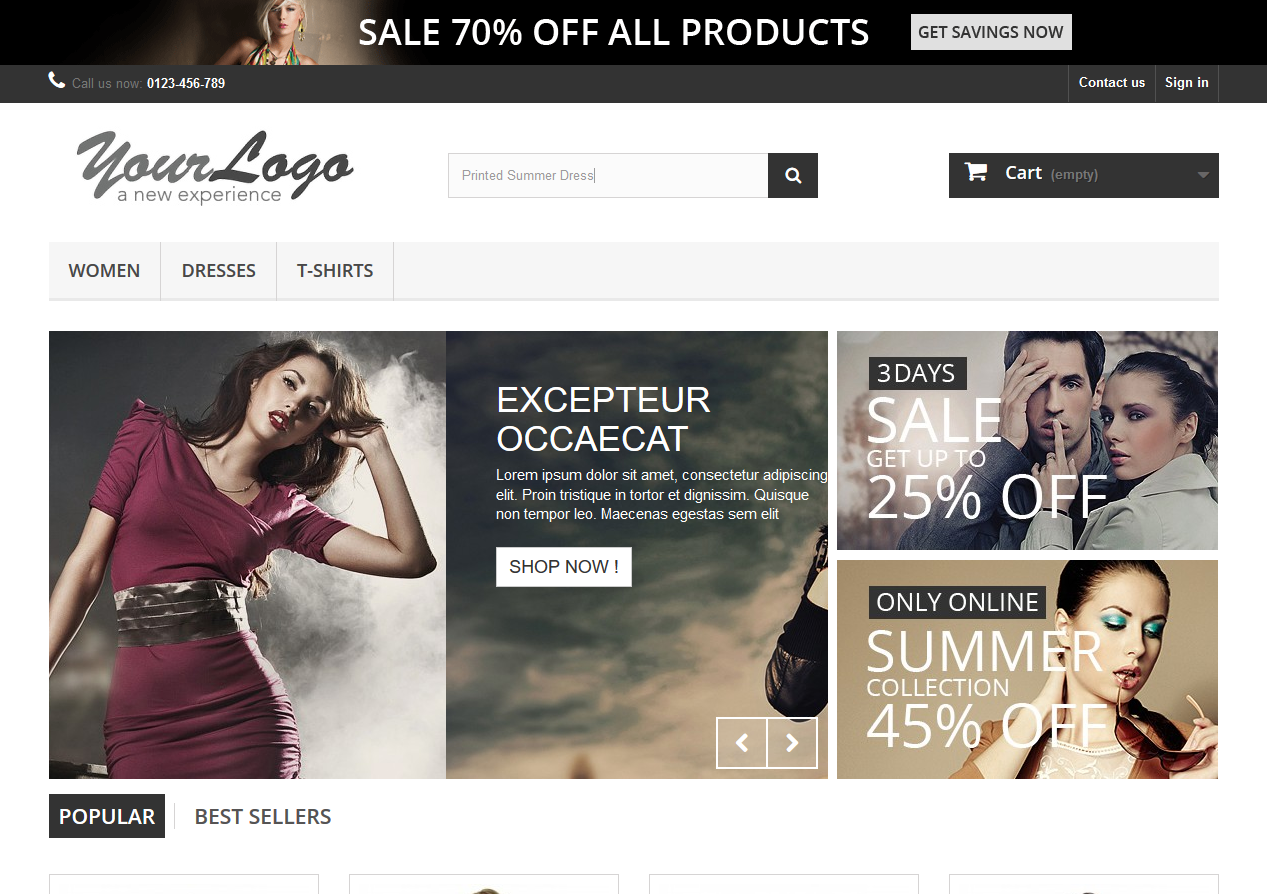 SALE 70% OFF ALL PRODUCTS
GET SAVINGS NOW
Call us now: 0123-456-789
Contact us
Sign in
YourLogo
a new experience
Printed Summer Dress
Cart (empty)
WOMEN
DRESSES
T-SHIRTS
EXCEPTEUR
OCCAECAT
Lorem ipsum dolor sit amet, consectetur adipiscing
elit. Proin tristique in tortor et dignissim. Quisque
non tempor leo. Maecenas egestas sem elit
SHOP NOW !
3 DAYS
SALE
GET UP TO
25% OFF
ONLY ONLINE
SUMMER
COLLECTION
45% OFF
POPULAR
BEST SELLERS